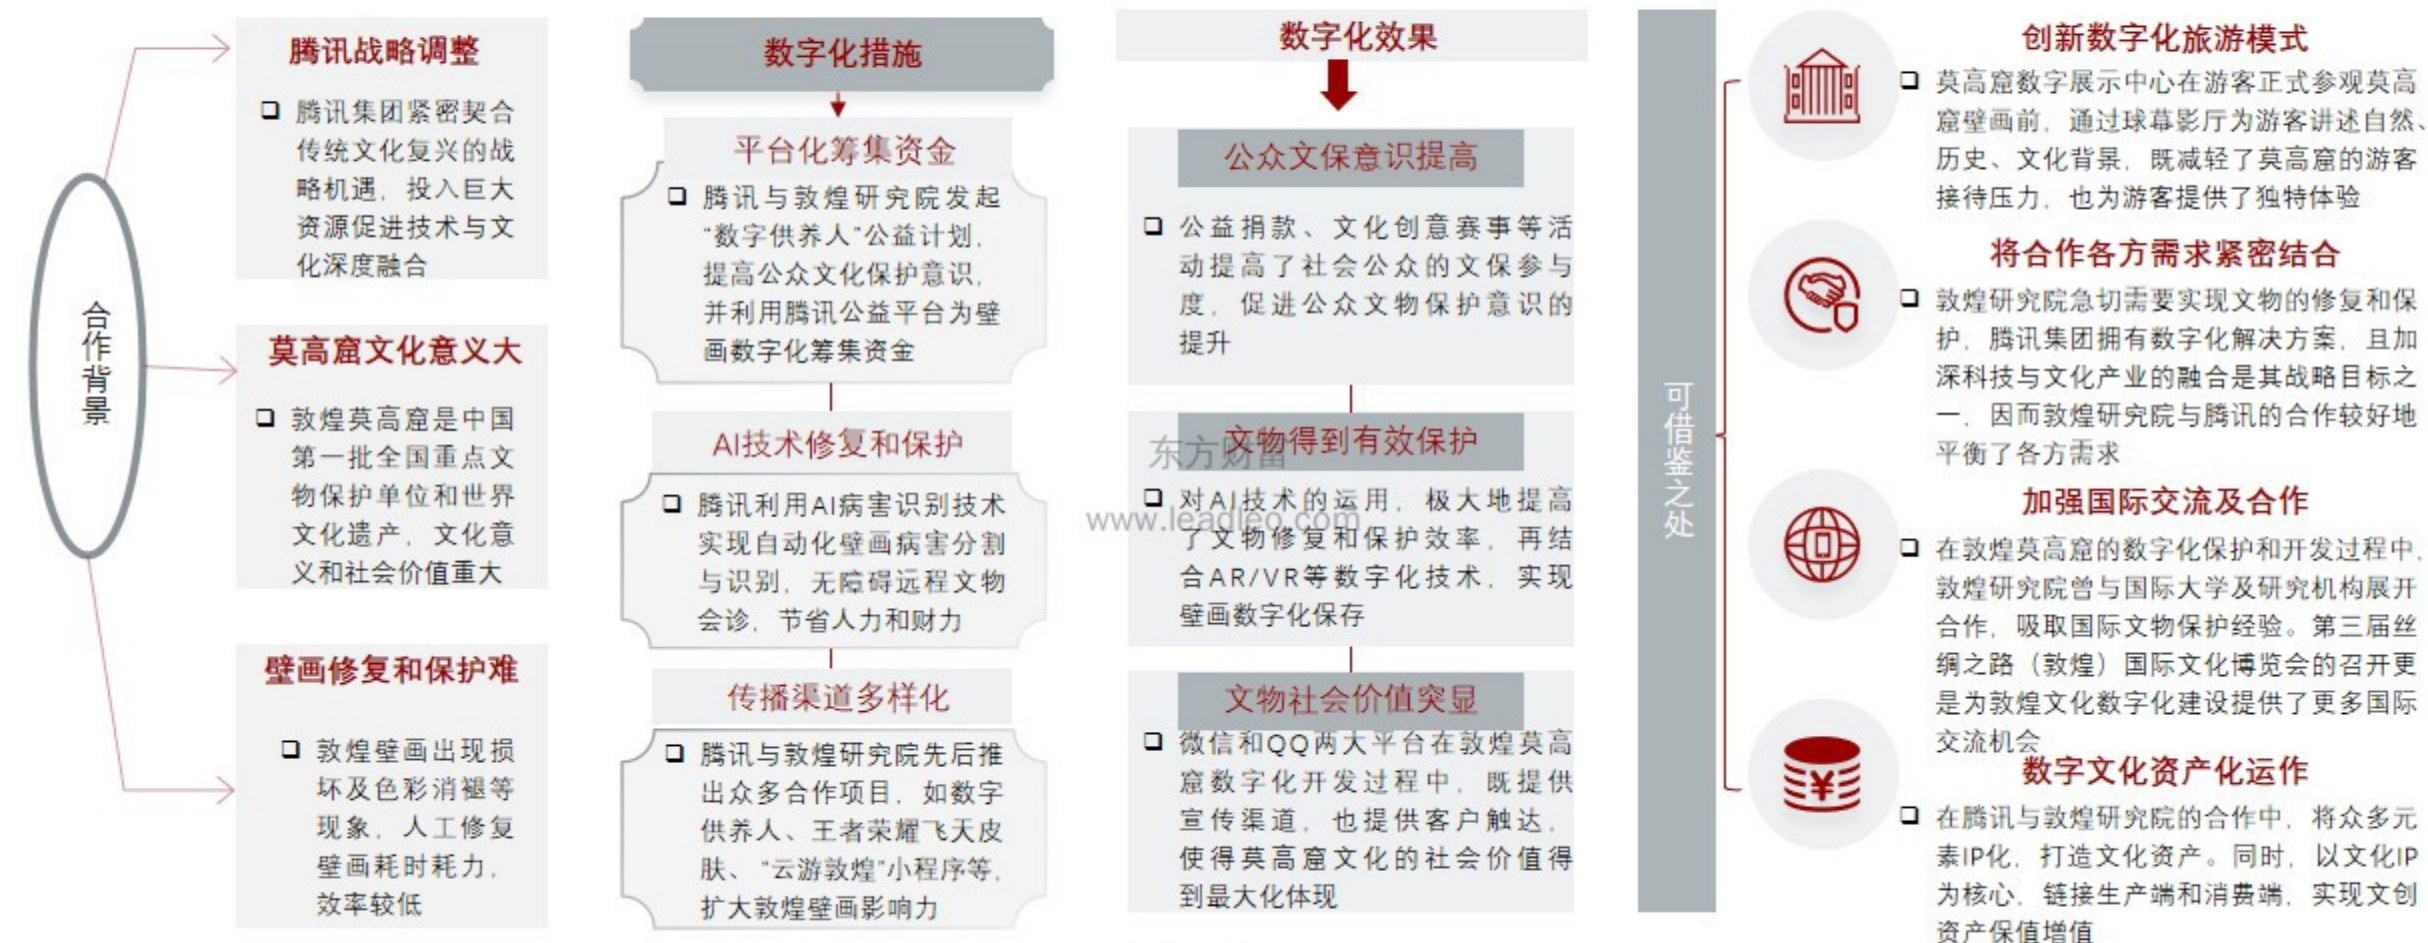 合作背景
腾讯战略调整
❑ 腾讯集团紧密契合
传统文化复兴的战
略机遇，投入巨大
资源促进技术与文
化深度融合
莫高窟文化意义大
❑ 敦煌莫高窟是中国
第一批全国重点文
物保护单位和世界
文化遗产，文化意
义和社会价值重大
壁画修复和保护难
❑ 敦煌壁画出现损
坏及色彩消褪等
现象，人工修复
壁画耗时耗力，
效率较低
数字化措施
平台化筹集资金
❑ 腾讯与敦煌研究院发起
“数字供养人”公益计划，
提高公众文化保护意识，
并利用腾讯公益平台为壁
画数字化筹集资金
AI技术修复和保护
❑ 腾讯利用AI病害识别技术
实现自动化壁画病害分割
与识别，无障碍远程文物
会诊，节省人力和财力
传播渠道多样化
❑ 腾讯与敦煌研究院先后推
出众多合作项目，如数字
供养人、王者荣耀飞天皮
肤、“云游敦煌”小程序等，
扩大敦煌壁画影响力
数字化效果
公众文保意识提高
❑ 公益捐款、文化创意赛事等活
动提高了社会公众的文保参与
度，促进公众文物保护意识的
提升
文物得到有效保护
❑ 对AI技术的运用，极大地提高
了文物修复和保护效率，再结
合AR/VR等数字化技术，实现
壁画数字化保存
文物社会价值突显
❑ 微信和QQ两大平台在敦煌莫高
窟数字化开发过程中，既提供
宣传渠道，也提供客户触达，
使得莫高窟文化的社会价值得
到最大化体现
东方财富
www.leadleo.com
可借鉴之处
创新数字化旅游模式
❑ 莫高窟数字展示中心在游客正式参观莫高
窟壁画前，通过球幕影厅为游客讲述自然、
历史、文化背景，既减轻了莫高窟的游客
接待压力，也为游客提供了独特体验
将合作各方需求紧密结合
❑ 敦煌研究院急切需要实现文物的修复和保
护，腾讯集团拥有数字化解决方案，且加
深科技与文化产业的融合是其战略目标之
一，因而敦煌研究院与腾讯的合作较好地
平衡了各方需求
加强国际交流及合作
❑ 在敦煌莫高窟的数字化保护和开发过程中，
敦煌研究院曾与国际大学及研究机构展开
合作，吸取国际文物保护经验。第三届丝
绸之路（敦煌）国际文化博览会的召开更
是为敦煌文化数字化建设提供了更多国际
交流机会
数字文化资产化运作
❑ 在腾讯与敦煌研究院的合作中，将众多元
素IP化，打造文化资产。同时，以文化IP
为核心，链接生产端和消费端，实现文创
资产保值增值
¥